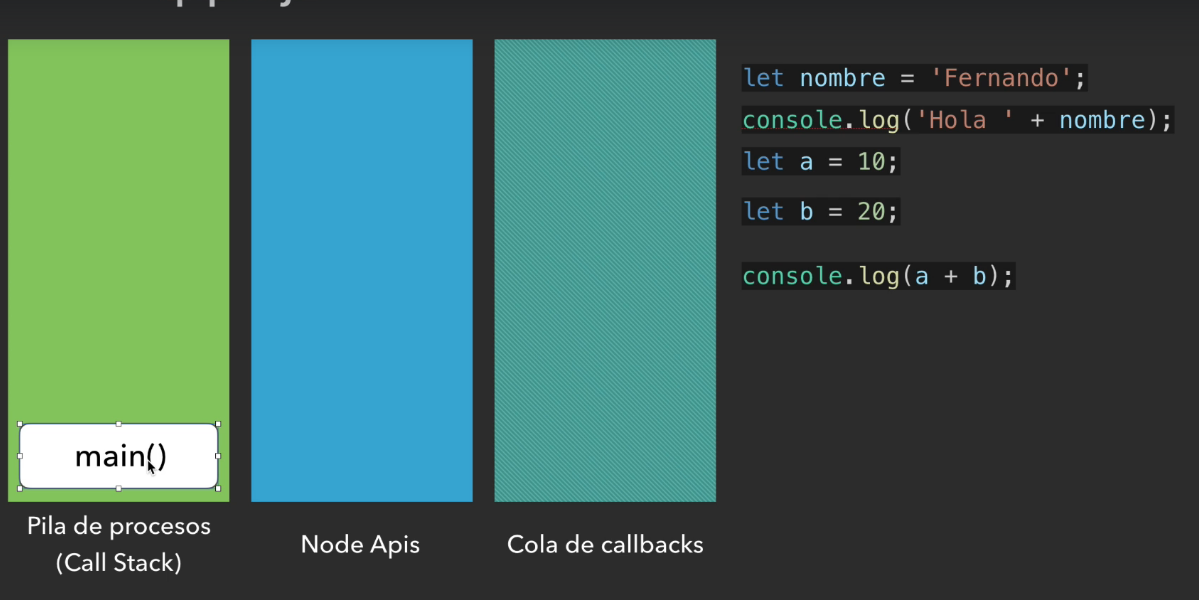 let nombre = 'Fernando';
console.log('Hola ' + nombre);
let a = 10;
let b = 20;
console.log(a + b);
main()
Pila de procesos
(Call Stack)
Node Apis
Cola de callbacks